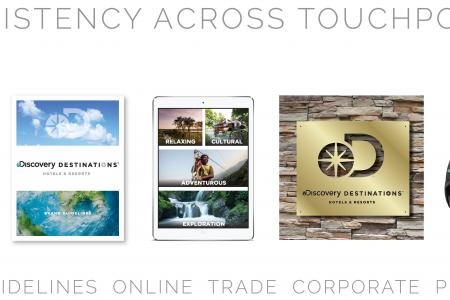 ISTENCY ACROSS TOUCHPO
Discovery DESTINATIONS
HOTELS & RESORTS
BRAND GUIDELINES
RELAXING
CULTURAL
ADVENTUROUS
EXPLORATION
D
Discovery DESTINATIONS
HOTELS & RESORTS
IDELINES ONLINE TRADE CORPORATE P